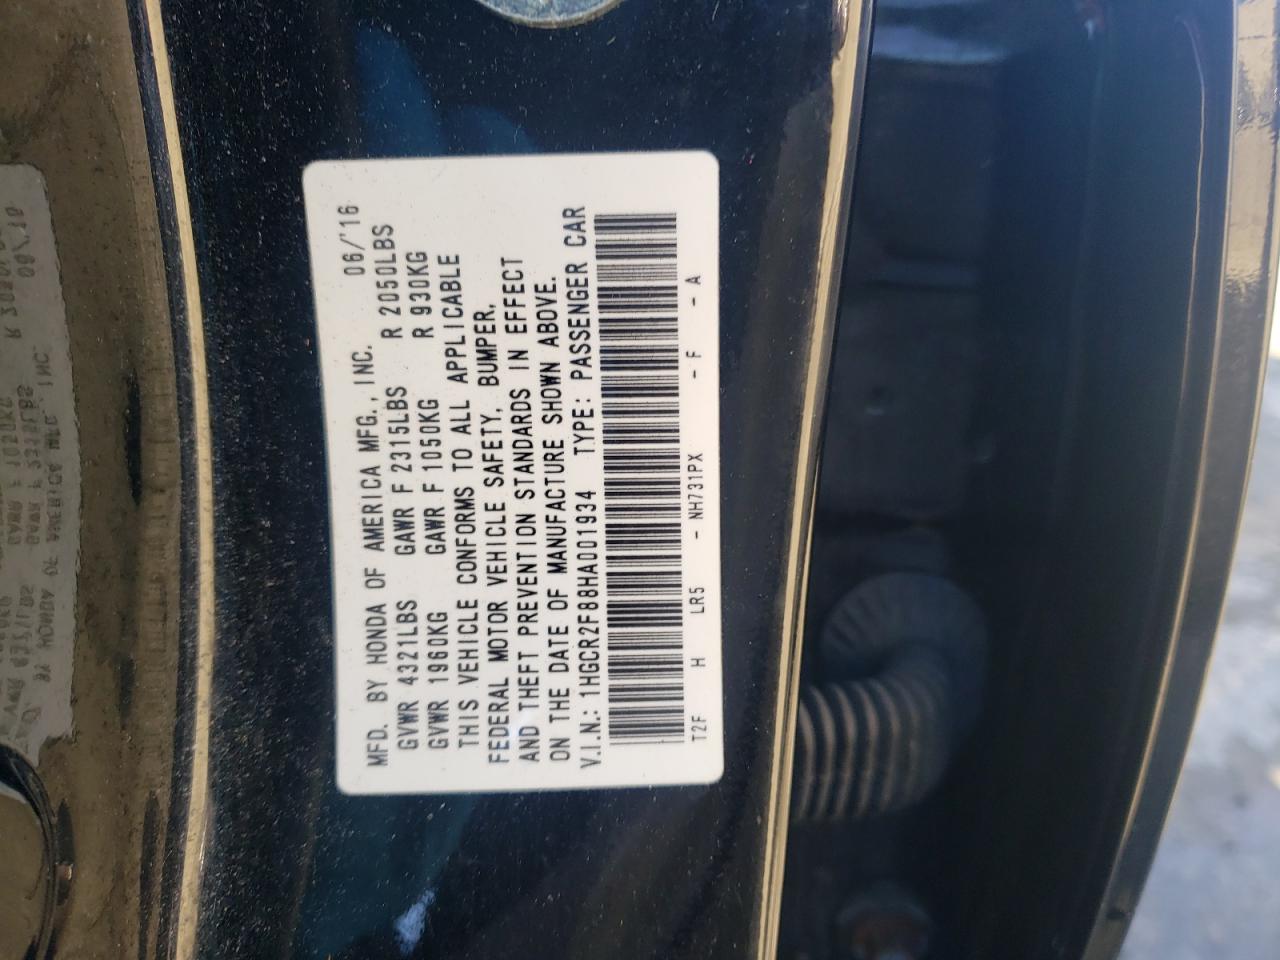 MFD. BY HONDA OF AMERICA MFG., INC. 06/'16
GVWR 4321LBS GAWR F 2315LBS R 2050LBS
GVWR 1960KG GAWR F 1050KG R 930KG
THIS VEHICLE CONFORMS TO ALL APPLICABLE
FEDERAL MOTOR VEHICLE SAFETY, BUMPER,
AND THEFT PREVENTION STANDARDS IN EFFECT
ON THE DATE OF MANUFACTURE SHOWN ABOVE.
V.I.N.: 1HGCR2F88HA001934 TYPE: PASSENGER CAR
T2F H LR5 - NH731PX - F - A